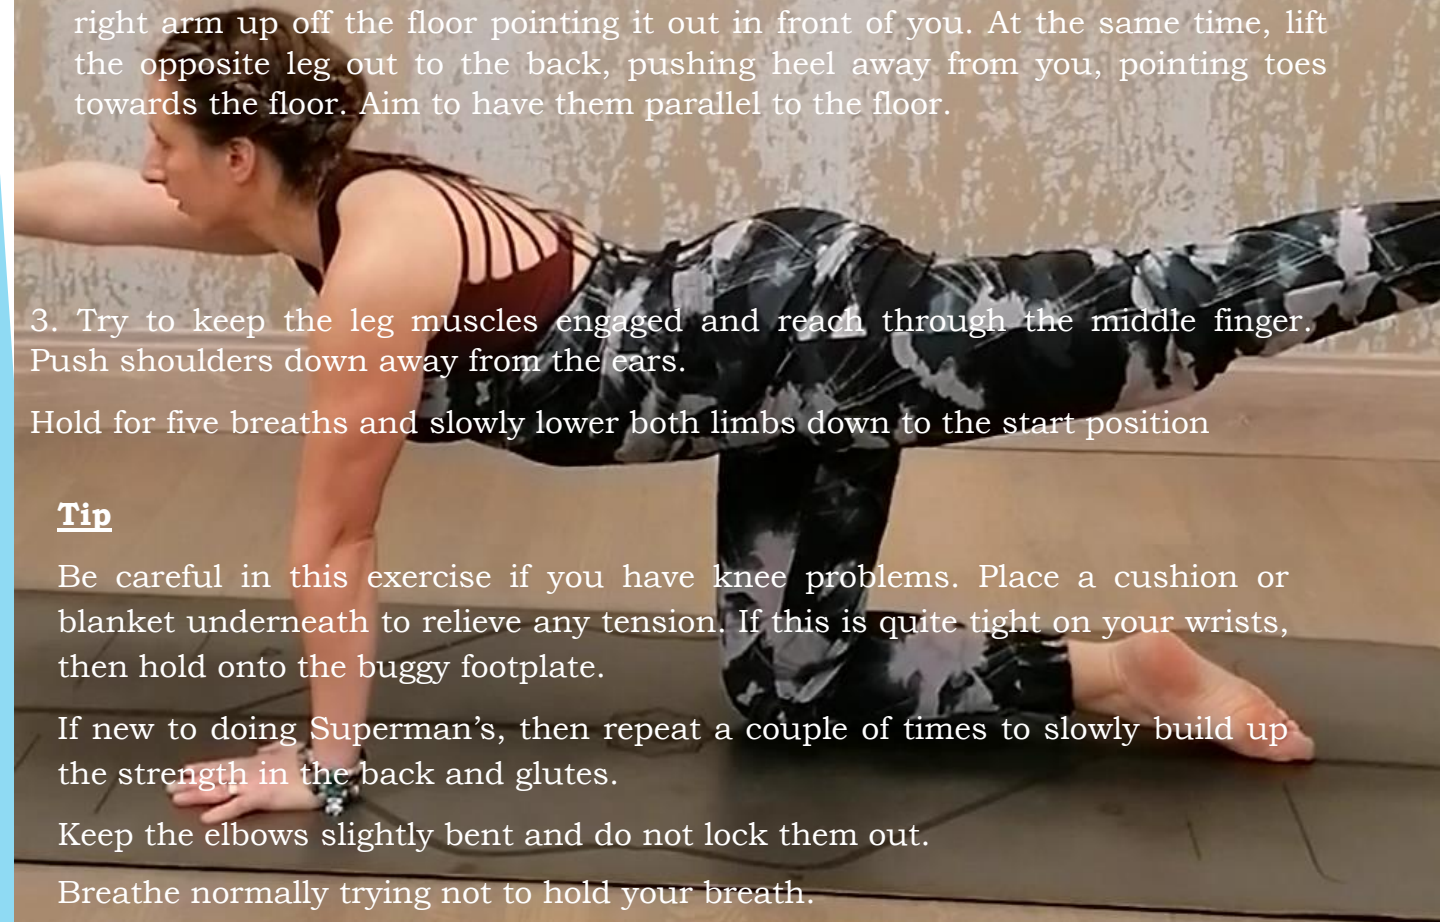 right arm up off the floor pointing it out in front of you. At the same time, lift
the opposite leg out to the back, pushing heel away from you, pointing toes
towards the floor. Aim to have them parallel to the floor.
3. Try to keep the leg muscles engaged and reach through the middle finger.
Push shoulders down away from the ears.
Hold for five breaths and slowly lower both limbs down to the start position
Tip
Be careful in this exercise if you have knee problems. Place a cushion or
blanket underneath to relieve any tension. If this is quite tight on your wrists,
then hold onto the buggy footplate.
If new to doing Superman’s, then repeat a couple of times to slowly build up
the strength in the back and glutes.
Keep the elbows slightly bent and do not lock them out.
Breathe normally trying not to hold your breath.